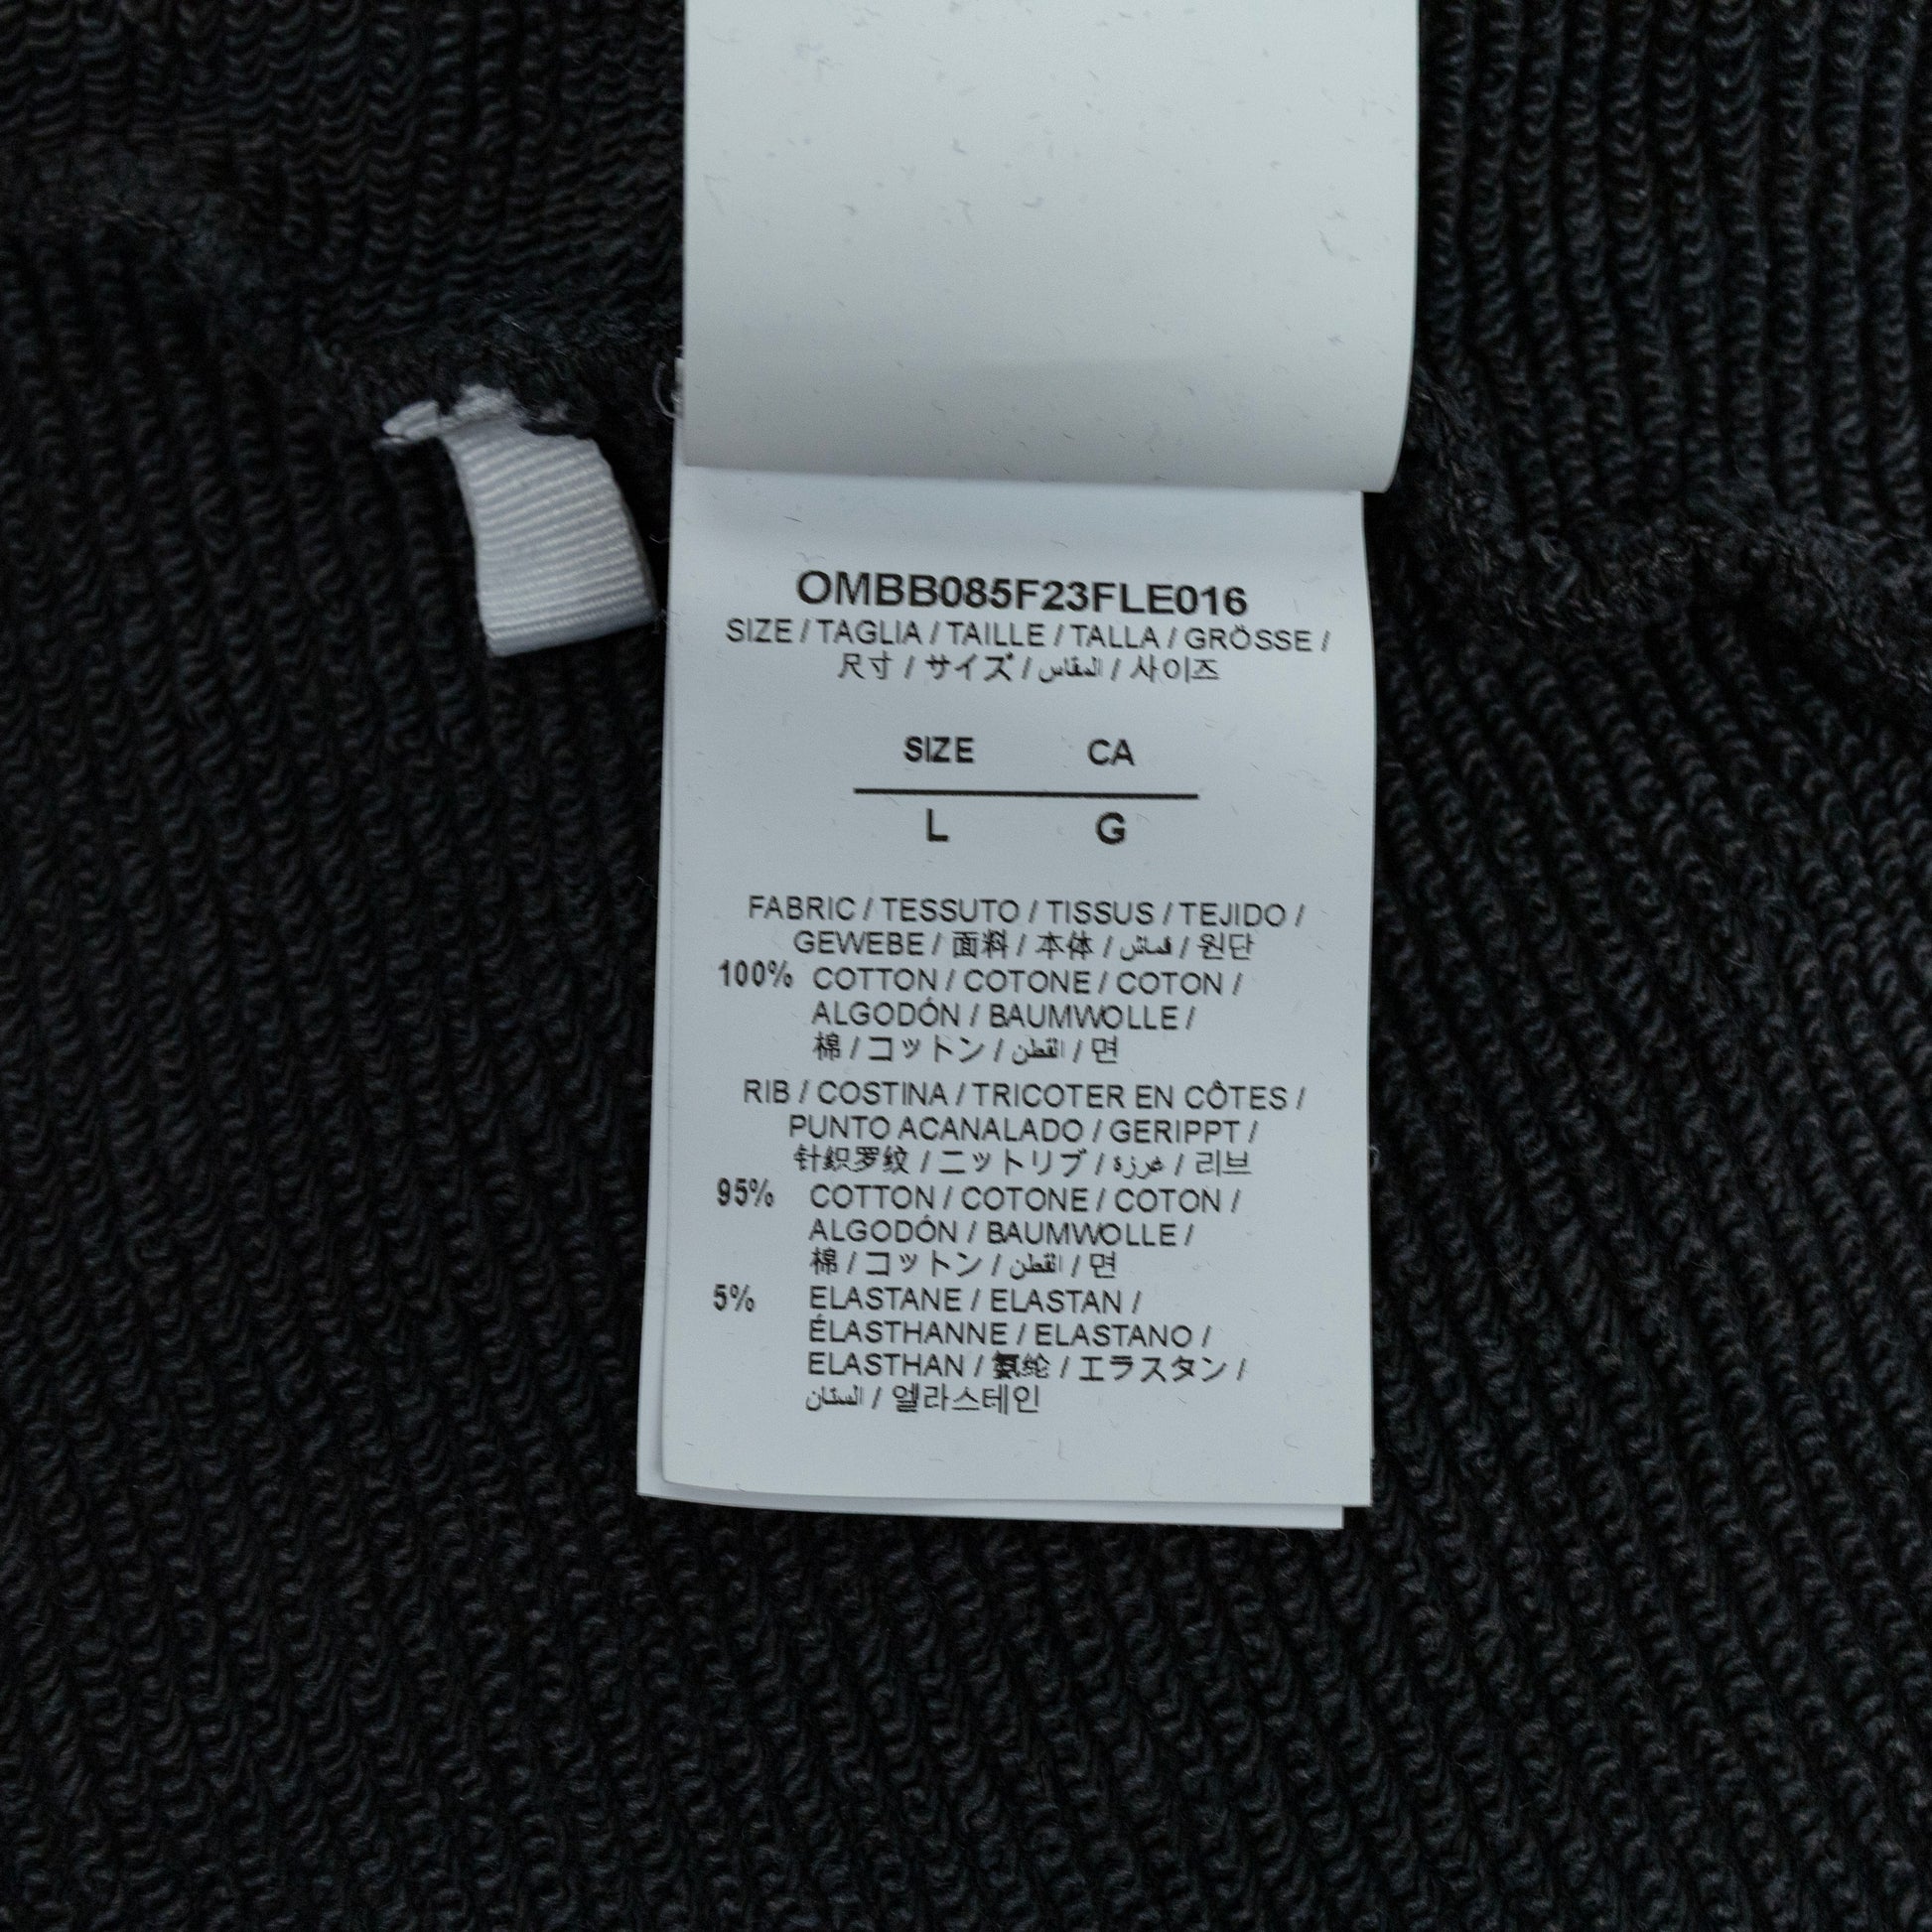 OMBB085F23FLE016
SIZE / TAGLIA / TAILLE / TALLA / GRÖSSE /
尺寸 / サイズ / المقاس / 사이즈
SIZE CA
L G
FABRIC / TESSUTO / TISSUS / TEJIDO /
GEWEBE / 面料 / 本体 / قماش / 원단
100% COTTON / COTONE / COTON /
ALGODÓN / BAUMWOLLE /
棉 / コットン / القطن / 면
RIB / COSTINA / TRICOTER EN CÔTES /
PUNTO ACANALADO / GERIPPT /
针织罗纹 / ニットリブ / غرزة / 리브
95% COTTON / COTONE / COTON /
ALGODÓN / BAUMWOLLE /
棉 / コットン / القطن / 면
5% ELASTANE / ELASTAN /
ÉLASTHANNE / ELASTANO /
ELASTHAN / 氨纶 / エラスタン /
الستان / 엘라스테인